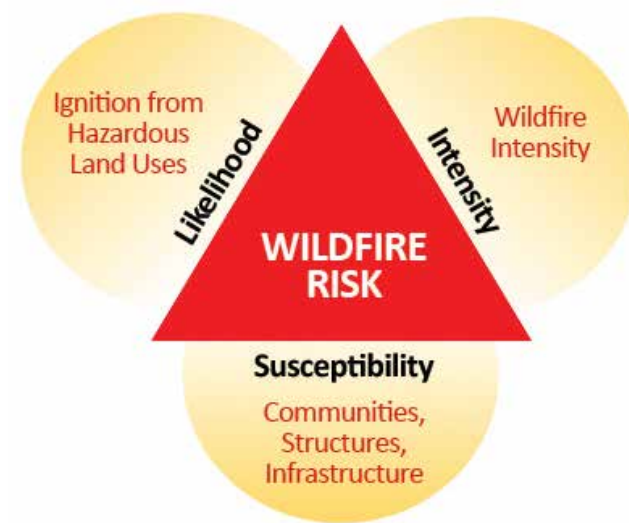 Ignition from
Hazardous
Land Uses
Likelihood
Wildfire
Intensity
Intensity
WILDFIRE
RISK
Susceptibility
Communities,
Structures,
Infrastructure